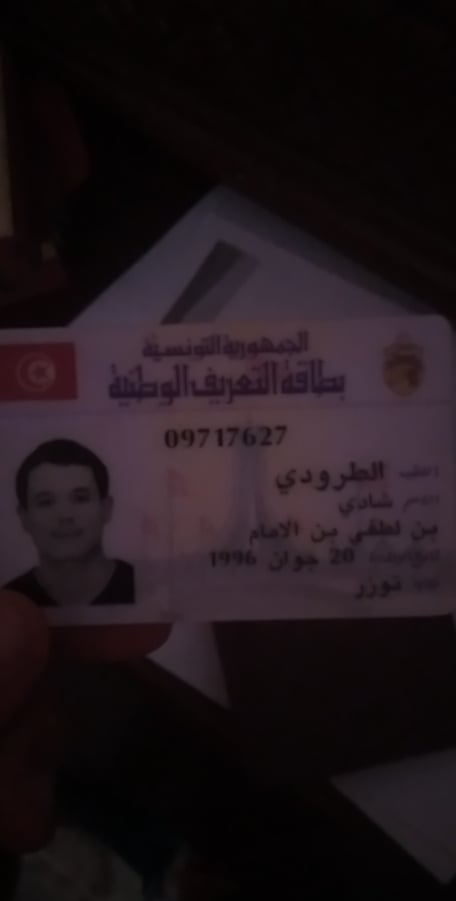 الجمهورية التونسية
بطاقة التعريف الوطنية
09717627
اللقب الطرودي
الاسم شادي
بن لطفي بن الامام
تاريخ الولادة 20 جوان 1996
مكانها توزر